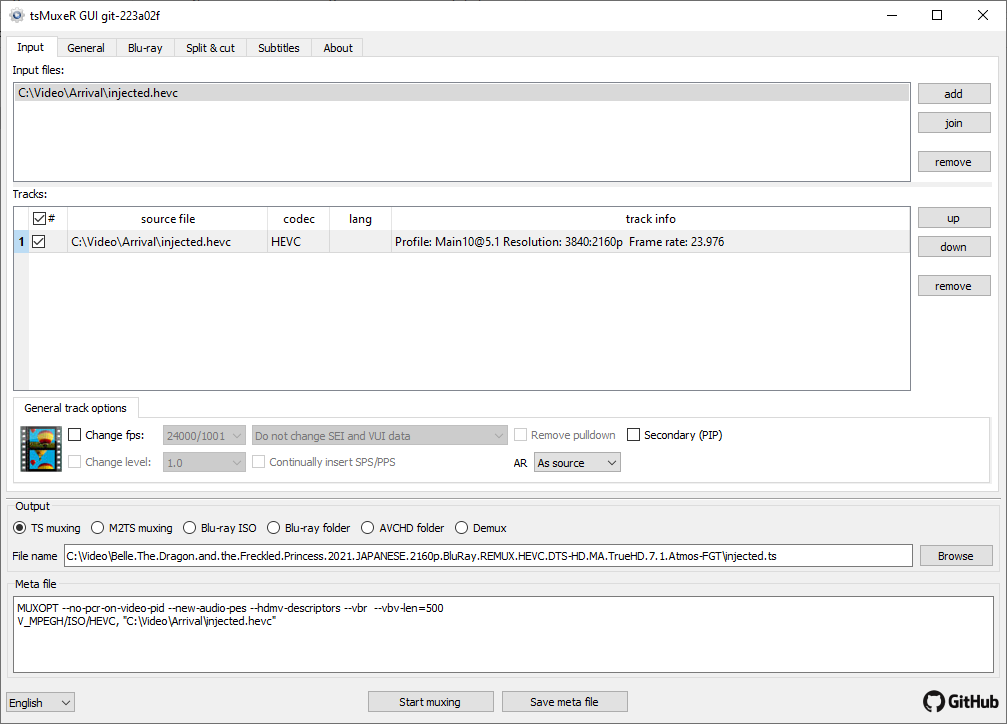 tsMuxeR GUI git-223a02f
Input General Blu-ray Split & cut Subtitles About
Input files:
C:\Video\Arrival\injected.hevc
add
join
remove
Tracks:
# source file codec lang track info
1 C:\Video\Arrival\injected.hevc HEVC Profile: Main10@5.1 Resolution: 3840:2160p Frame rate: 23.976
up
down
remove
General track options
Change fps: 24000/1001 Do not change SEI and VUI data Remove pulldown Secondary (PIP)
Change level: 1.0 Continually insert SPS/PPS AR As source
Output
TS muxing M2TS muxing Blu-ray ISO Blu-ray folder AVCHD folder Demux
File name C:\Video\Belle.The.Dragon.and.the.Freckled.Princess.2021.JAPANESE.2160p.BluRay.REMUX.HEVC.DTS-HD.MA.TrueHD.7.1.Atmos-FGT\injected.ts Browse
Meta file
MUXOPT --no-pcr-on-video-pid --new-audio-pes --hdmv-descriptors --vbr --vbv-len=500
V_MPEGH/ISO/HEVC, "C:\Video\Arrival\injected.hevc"
English Start muxing Save meta file GitHub